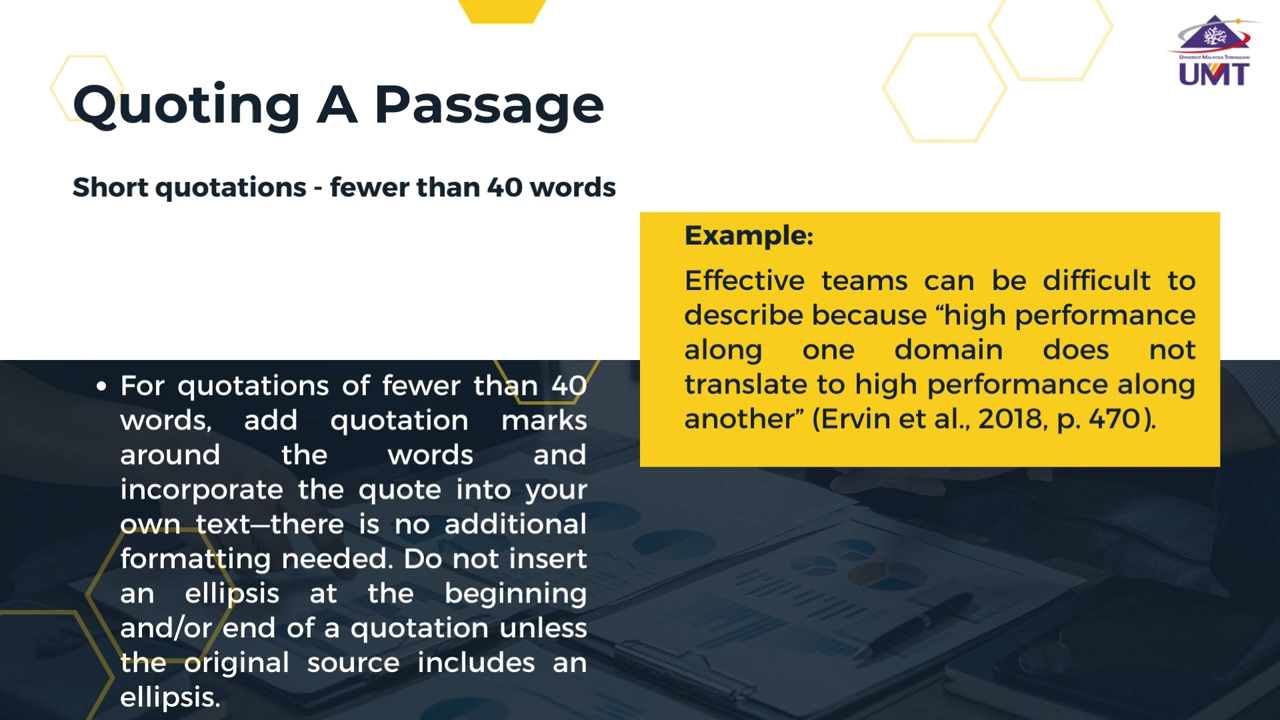 UNIVERSITI MALAYSIA TERENGGANU
UMT
Quoting A Passage
Short quotations - fewer than 40 words
Example:
Effective teams can be difficult to
describe because “high performance
along one domain does not
translate to high performance along
another” (Ervin et al., 2018, p. 470).
• For quotations of fewer than 40
words, add quotation marks
around the words and
incorporate the quote into your
own text—there is no additional
formatting needed. Do not insert
an ellipsis at the beginning
and/or end of a quotation unless
the original source includes an
ellipsis.